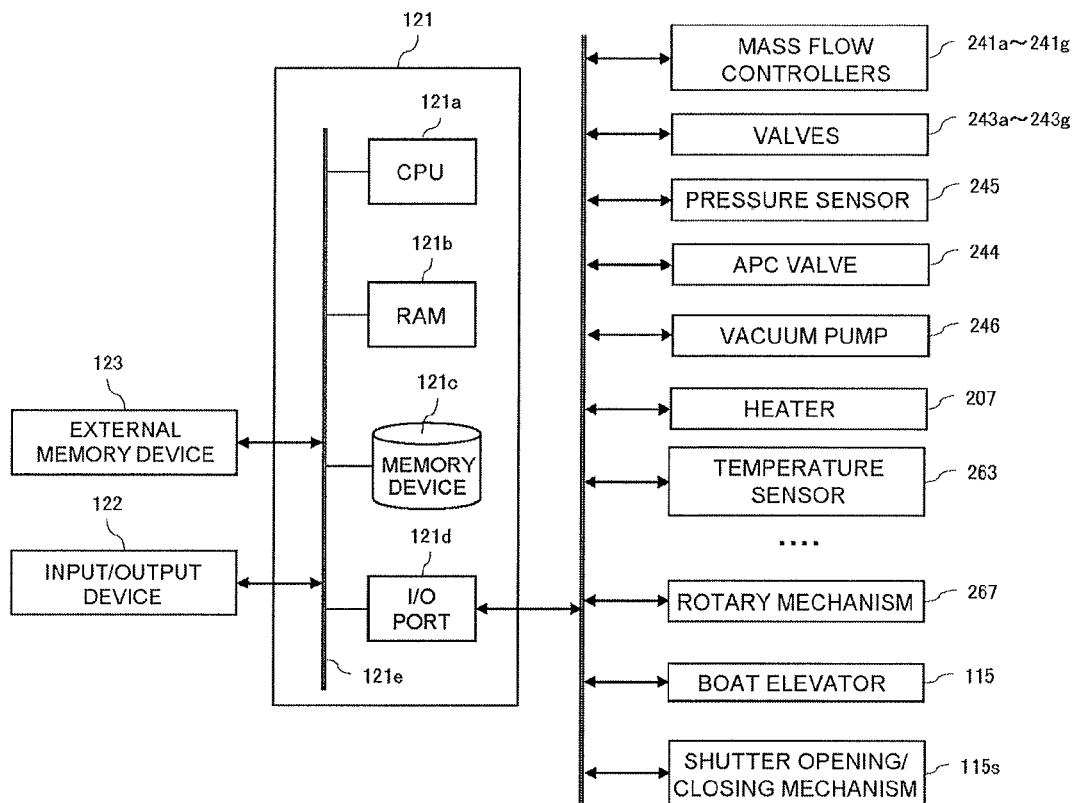 121
121a
CPU
121b
RAM
121c
MEMORY
DEVICE
121d
I/O
PORT
121e
123
EXTERNAL
MEMORY DEVICE
122
INPUT/OUTPUT
DEVICE
MASS FLOW
CONTROLLERS
241a～241g
VALVES
243a～243g
PRESSURE SENSOR
245
APC VALVE
244
VACUUM PUMP
246
HEATER
207
TEMPERATURE
SENSOR
263
....
ROTARY MECHANISM
267
BOAT ELEVATOR
115
SHUTTER OPENING/
CLOSING MECHANISM
115s